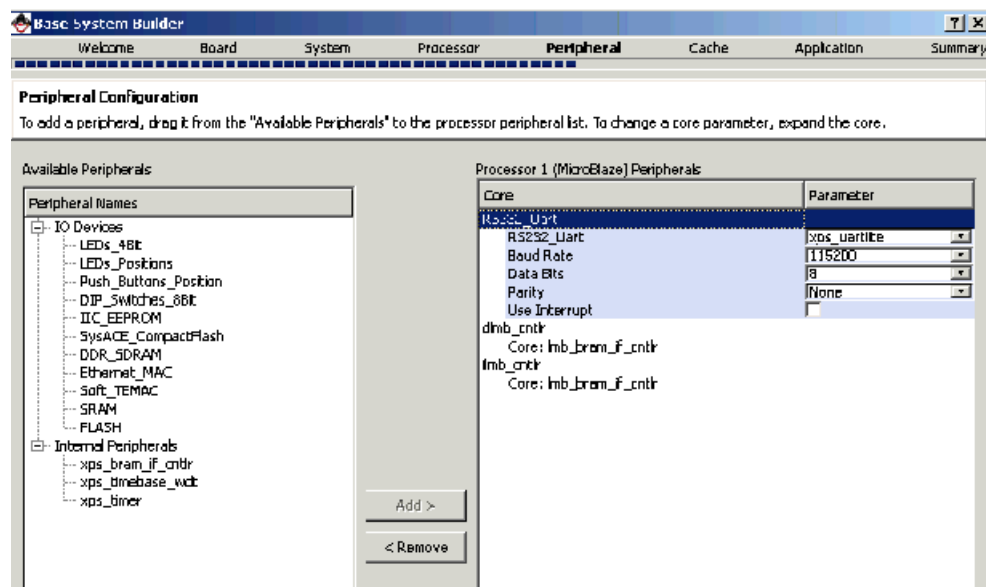 Base System Builder
? X
Welcome Board System Processor Peripheral Cache Application Summary
Peripheral Configuration
To add a peripheral, drag it from the "Available Peripherals" to the processor peripheral list. To change a core parameter, expand the core.
Available Peripherals
Peripheral Names
IO Devices
LEDs_4Bit
LEDs_Positions
Push_Buttons_Position
DIP_Switches_8Bit
IIC_EEPROM
SysACE_CompactFlash
DDR_SDRAM
Ethernet_MAC
Soft_TEMAC
SRAM
FLASH
Internal Peripherals
xps_bram_if_cntlr
xps_timebase_wdt
xps_timer
Add >
< Remove
Processor 1 (MicroBlaze) Peripherals
Core Parameter
RS232_Uart
RS232_Uart xps_uartlite
Baud Rate 115200
Data Bits 8
Parity None
Use Interrupt
dlmb_cntlr
Core: lmb_bram_if_cntlr
ilmb_cntlr
Core: lmb_bram_if_cntlr